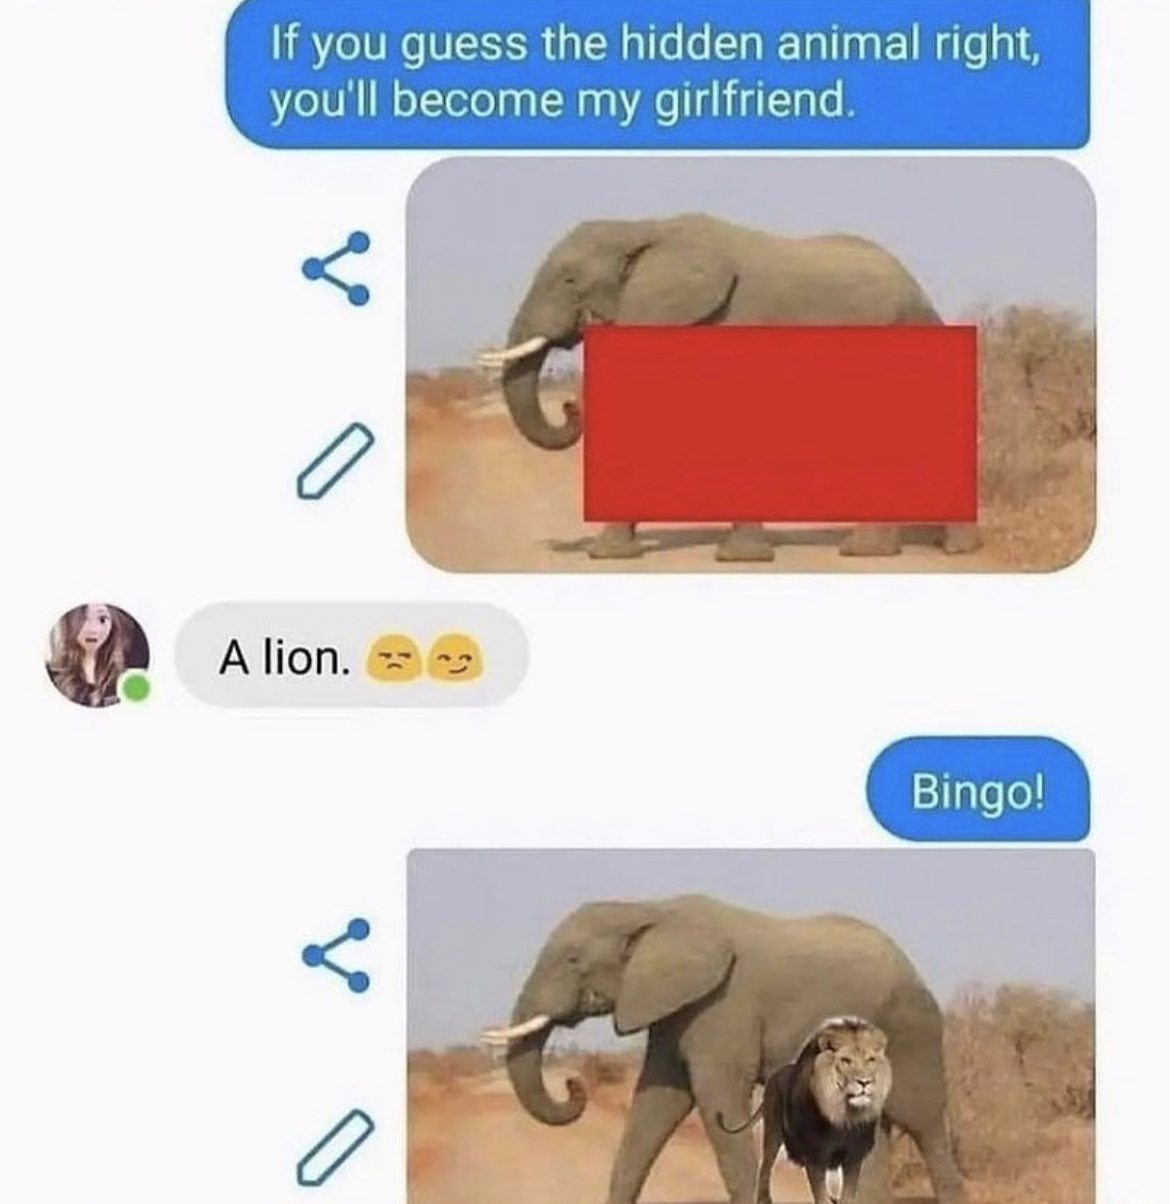 If you guess the hidden animal right,
you'll become my girlfriend.
A lion. 😒😏
Bingo!